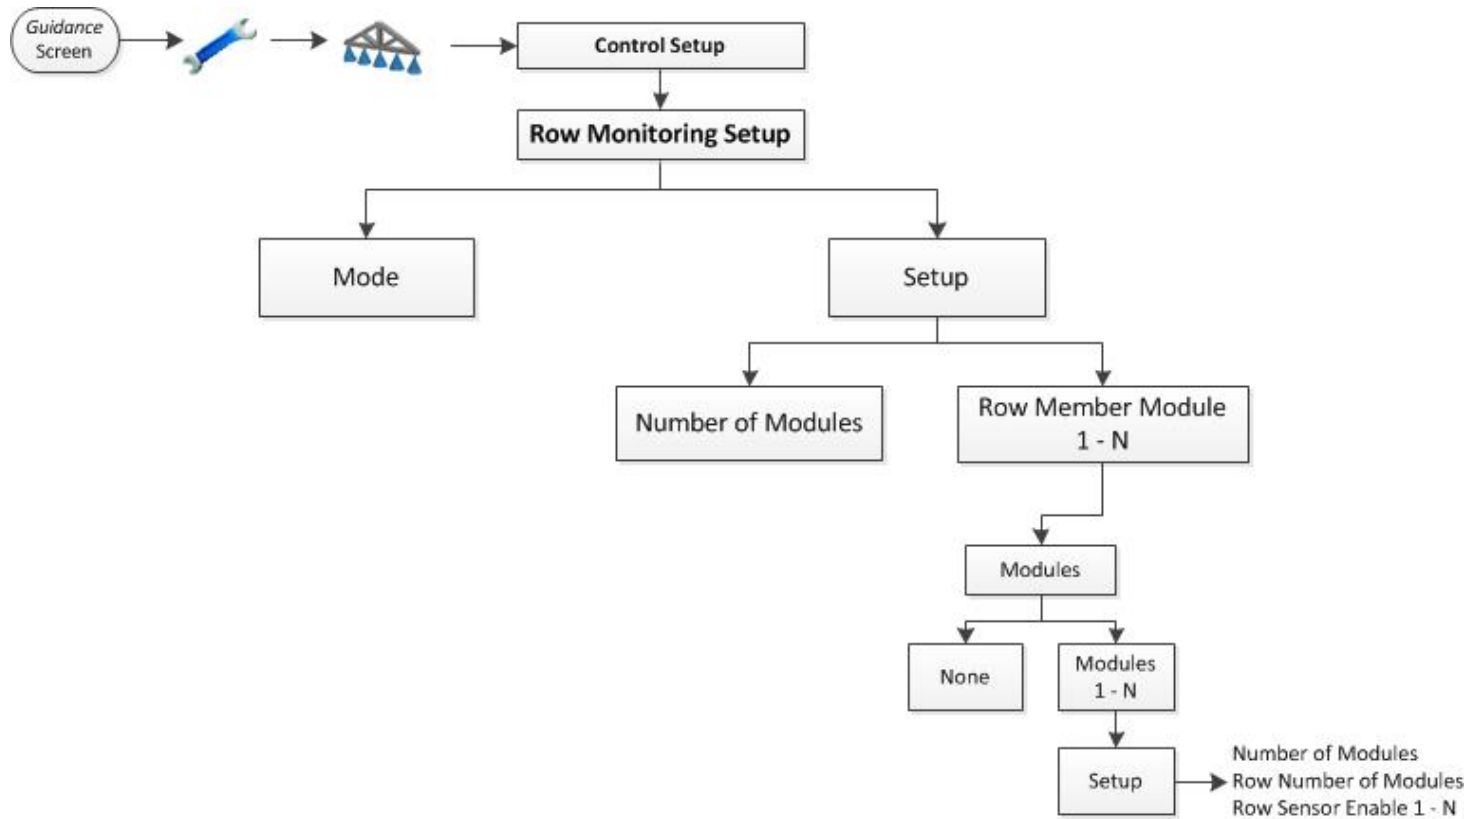 Guidance
Screen
Control Setup
Row Monitoring Setup
Mode
Setup
Number of Modules
Row Member Module
1 - N
Modules
None
Modules
1 - N
Setup
Number of Modules
Row Number of Modules
Row Sensor Enable 1 - N